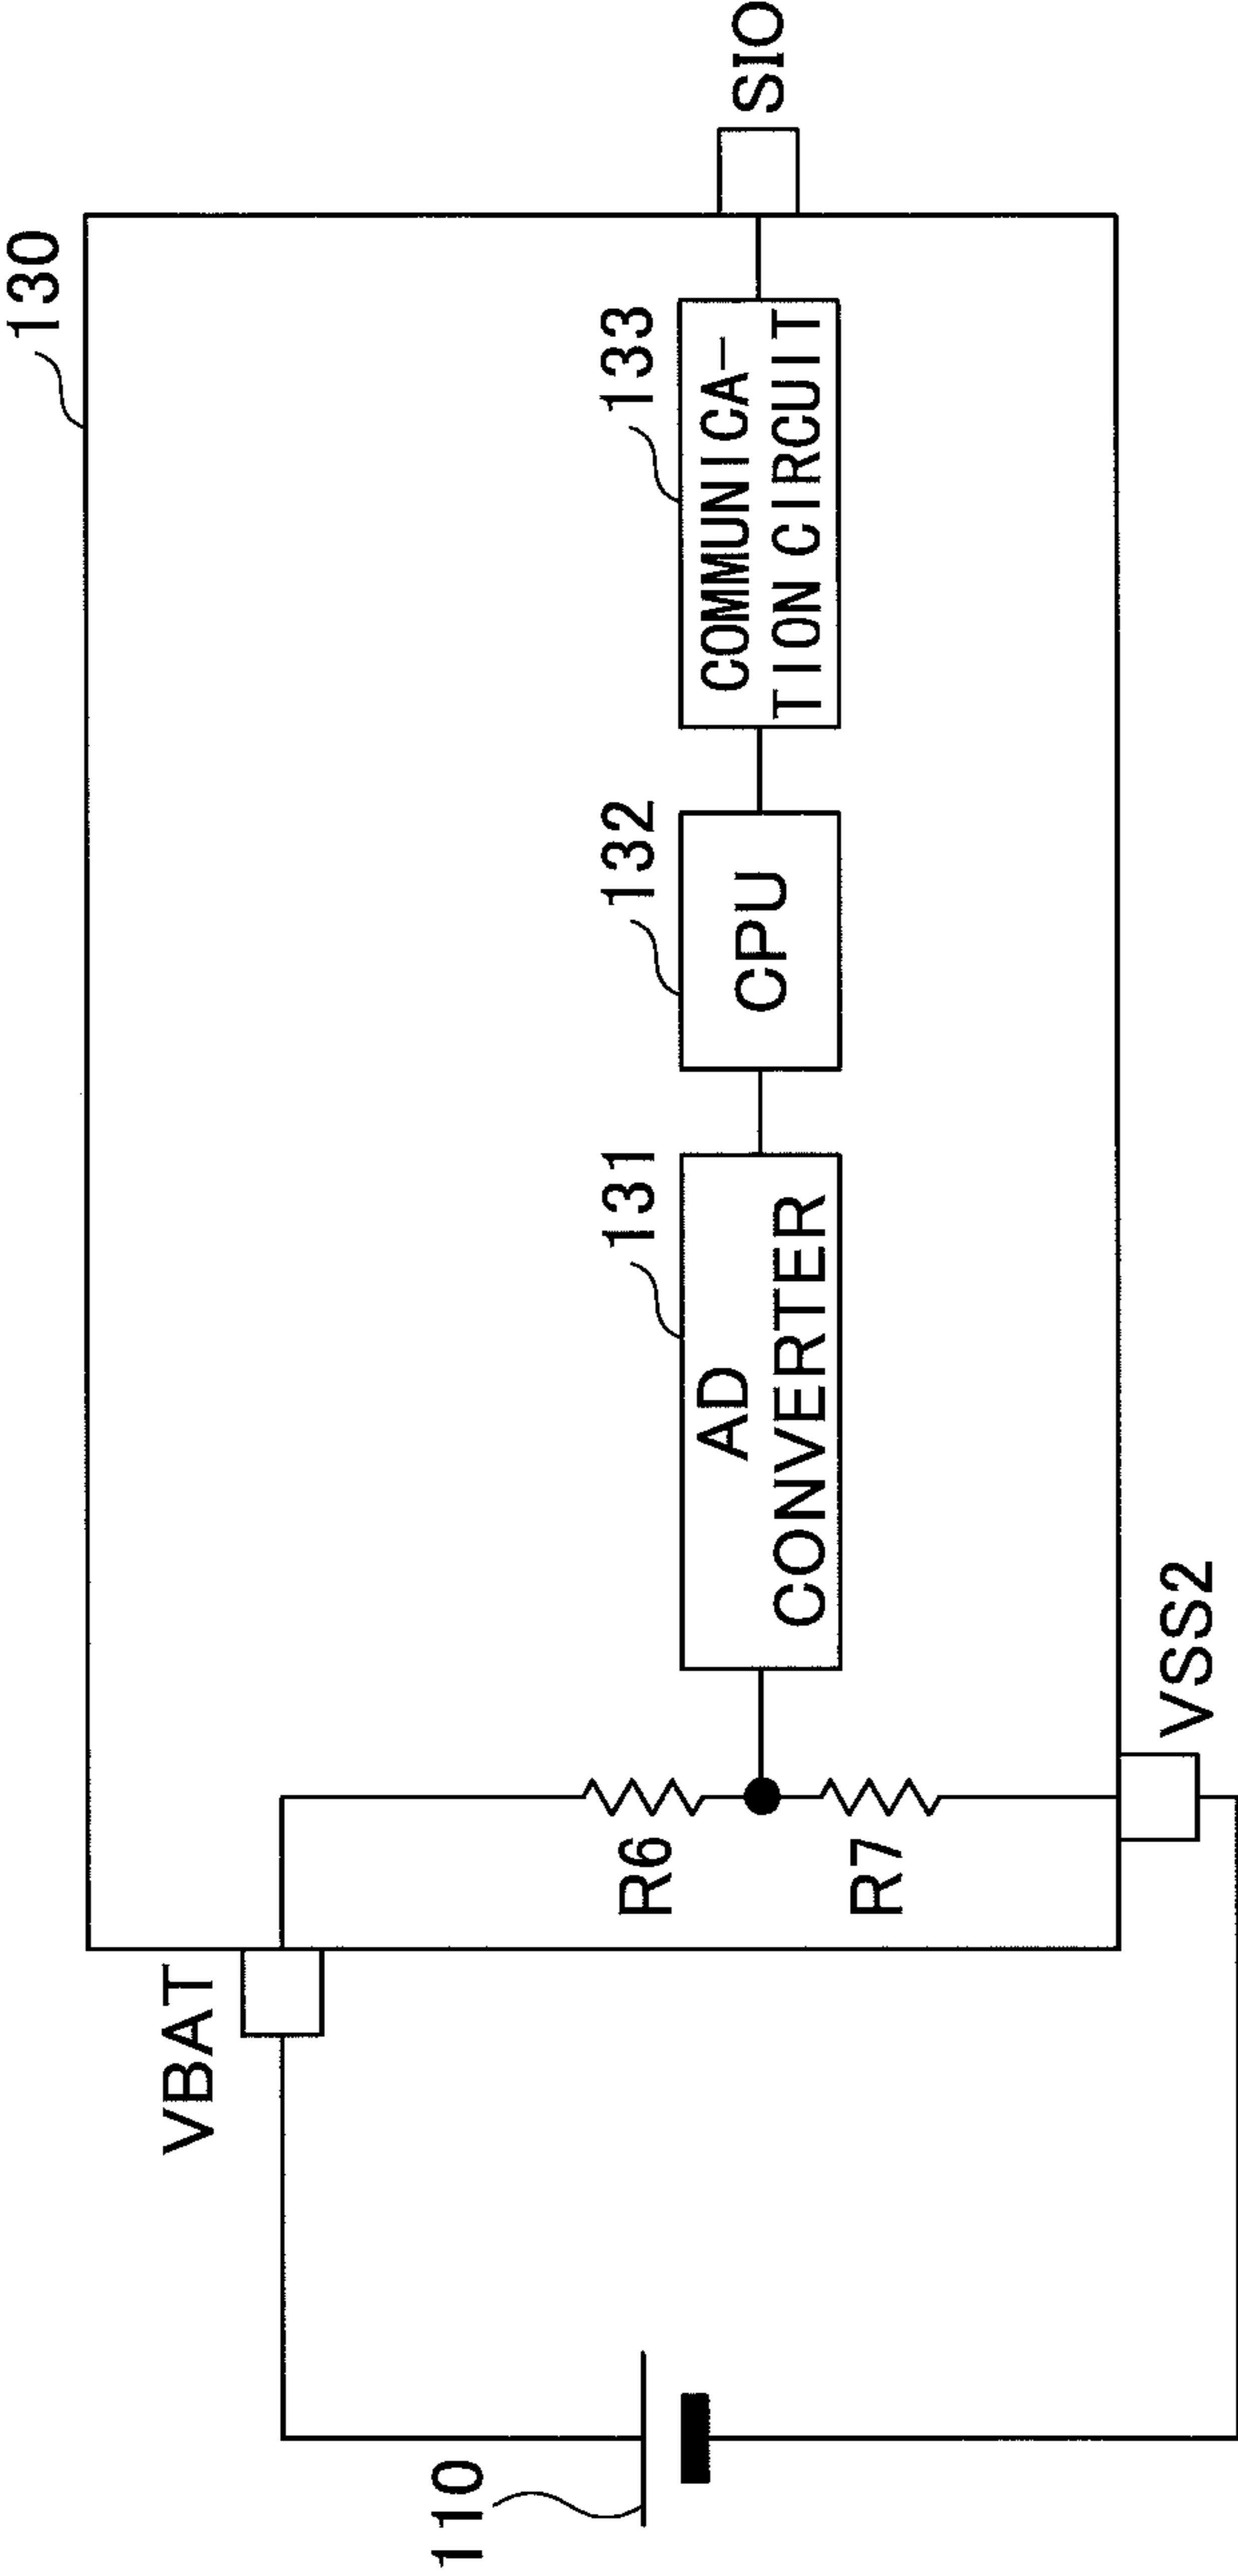 130
VBAT
133
132
131
COMMUNICA-
TION CIRCUIT
SIO
CPU
AD
CONVERTER
R6
R7
110
VSS2